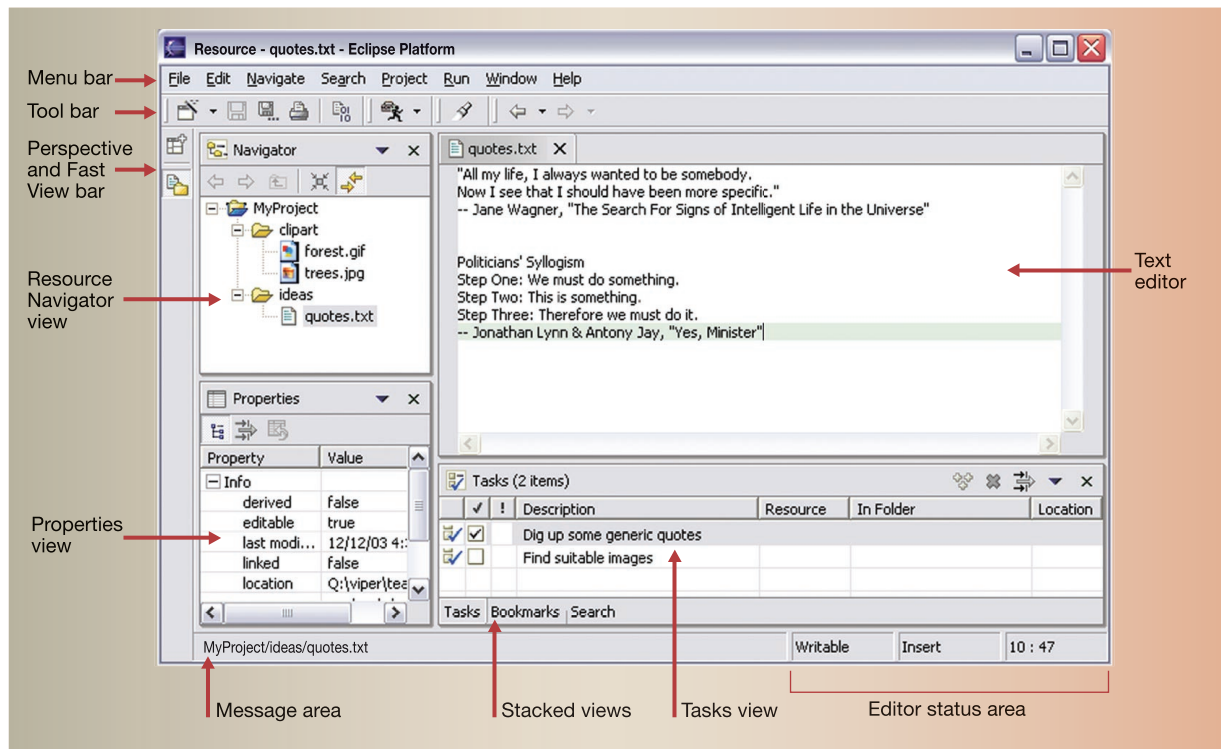 Resource - quotes.txt - Eclipse Platform
File Edit Navigate Search Project Run Window Help
Menu bar
Tool bar
Perspective
and Fast
View bar
Resource
Navigator
view
Properties
view
Navigator
MyProject
clipart
forest.gif
trees.jpg
ideas
quotes.txt
quotes.txt
"All my life, I always wanted to be somebody.
Now I see that I should have been more specific."
-- Jane Wagner, "The Search For Signs of Intelligent Life in the Universe"
Politicians' Syllogism
Step One: We must do something.
Step Two: This is something.
Step Three: Therefore we must do it.
-- Jonathan Lynn & Antony Jay, "Yes, Minister"
Text
editor
Properties
Property Value
Info
derived false
editable true
last modi... 12/12/03 4:
linked false
location Q:\viper\tea
Tasks (2 items)
! Description Resource In Folder Location
Dig up some generic quotes
Find suitable images
Tasks Bookmarks Search
MyProject/ideas/quotes.txt
Writable Insert 10 : 47
Message area
Stacked views
Tasks view
Editor status area